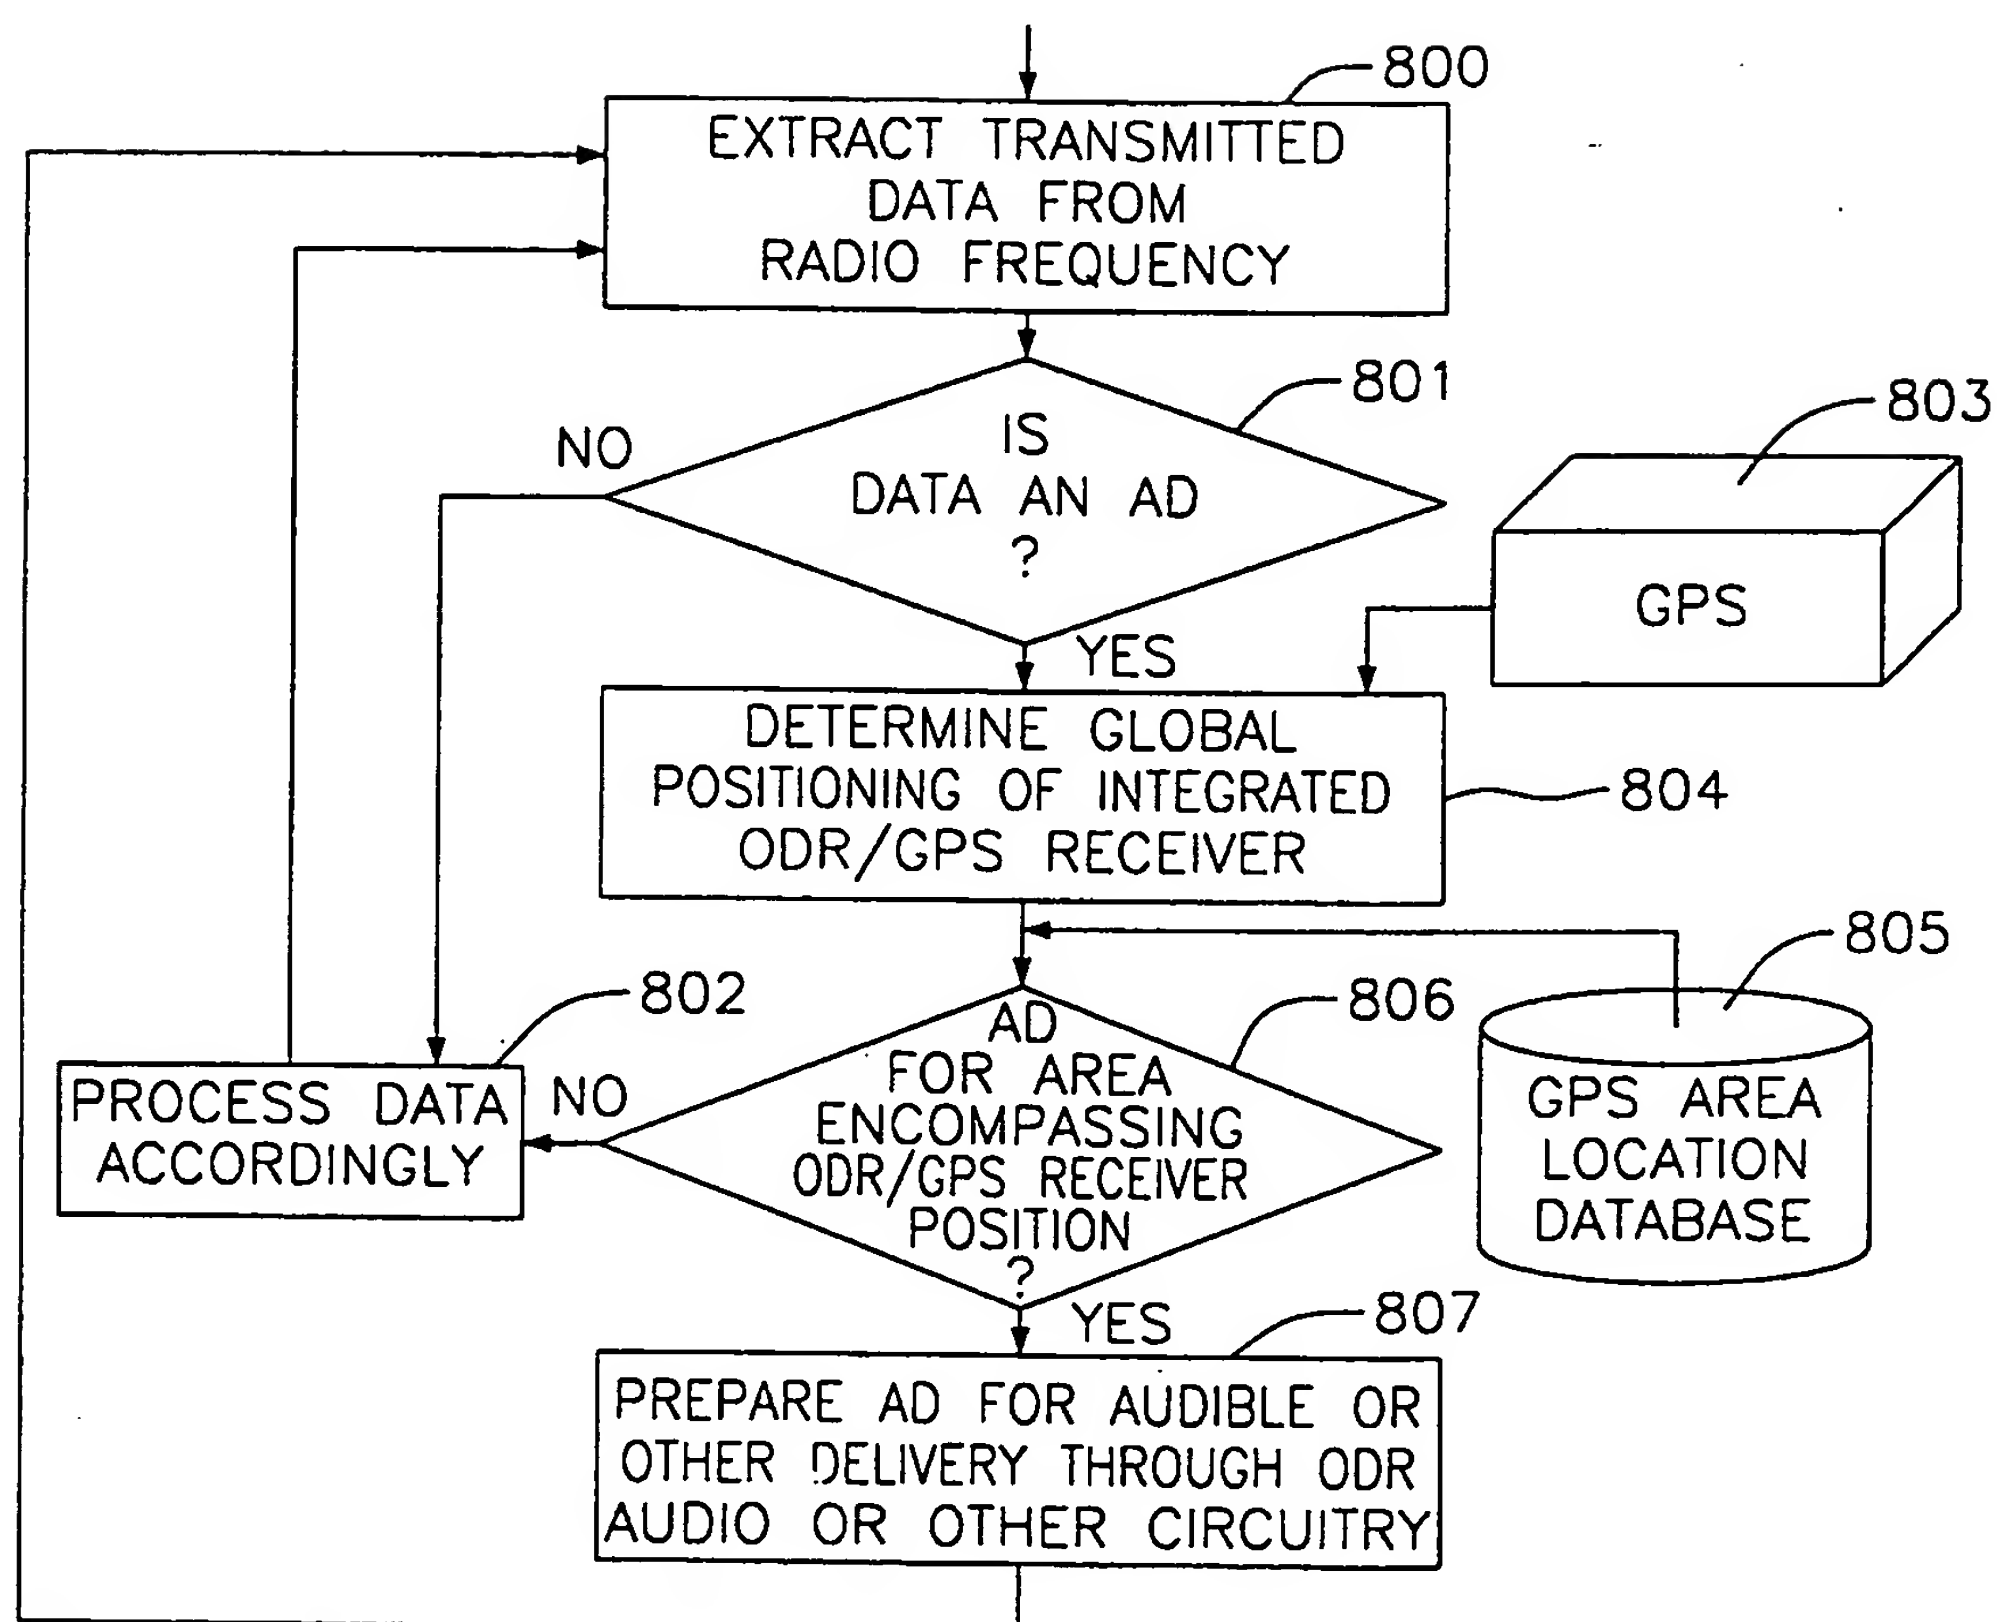 800
EXTRACT TRANSMITTED
DATA FROM
RADIO FREQUENCY
801
NO
IS
DATA AN AD
?
803
GPS
YES
DETERMINE GLOBAL
POSITIONING OF INTEGRATED
ODR/GPS RECEIVER
804
805
802
806
PROCESS DATA
ACCORDINGLY
NO
AD
FOR AREA
ENCOMPASSING
ODR/GPS RECEIVER
POSITION
?
GPS AREA
LOCATION
DATABASE
YES
807
PREPARE AD FOR AUDIBLE OR
OTHER DELIVERY THROUGH ODR
AUDIO OR OTHER CIRCUITRY